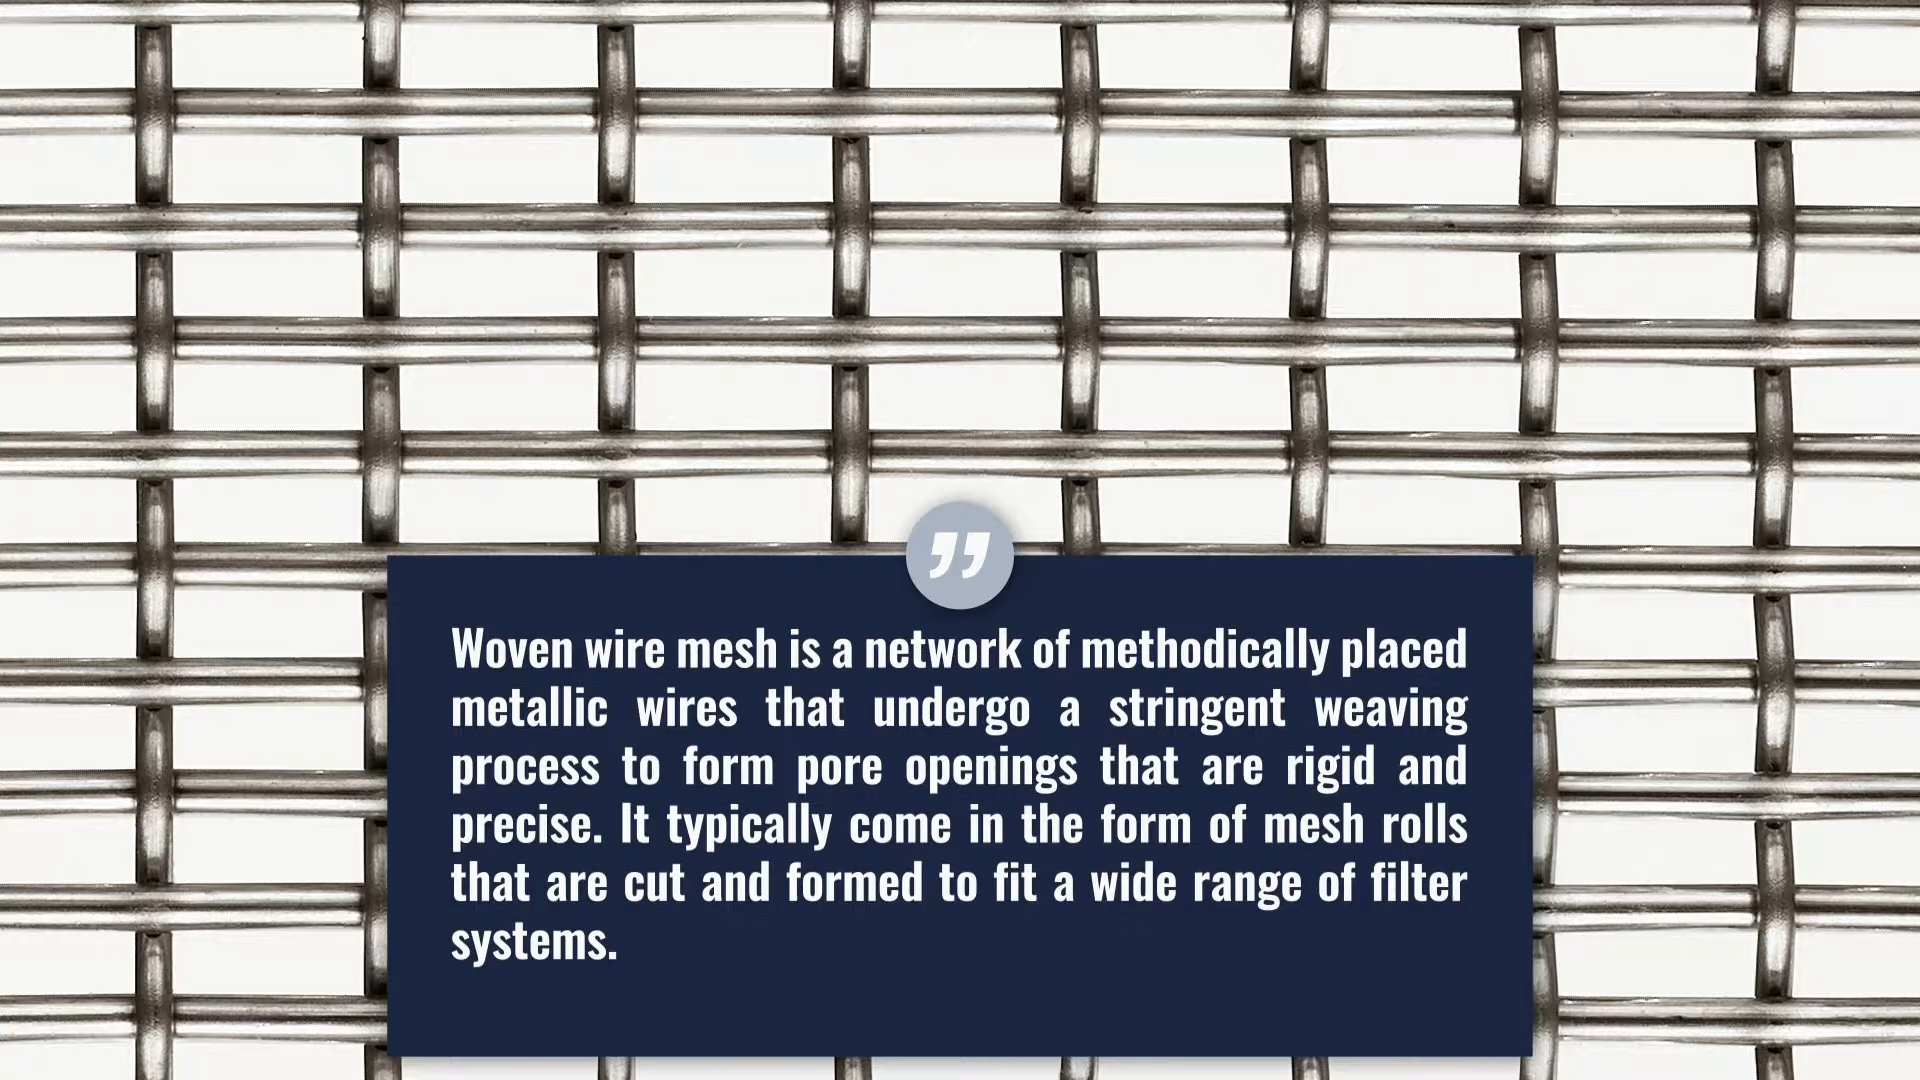 Woven wire mesh is a network of methodically placed
metallic wires that undergo a stringent weaving
process to form pore openings that are rigid and
precise. It typically come in the form of mesh rolls
that are cut and formed to fit a wide range of filter
systems.